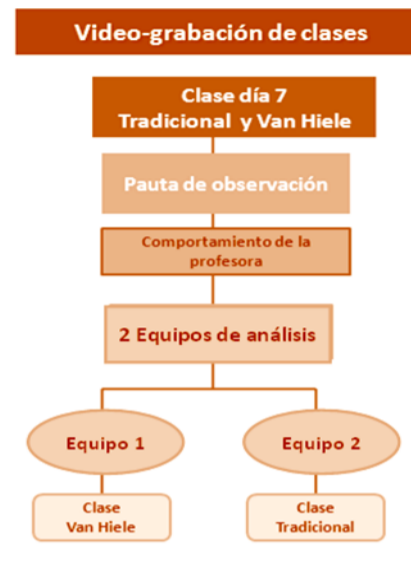 Video-grabación de clases
Clase día 7
Tradicional y Van Hiele
Pauta de observación
Comportamiento de la
profesora
2 Equipos de análisis
Equipo 1
Equipo 2
Clase
Van Hiele
Clase
Tradicional